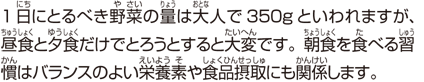 1日にとるべき野菜の量は大人で350gといわれますが、
昼食と夕食だけでとろうとすると大変です。朝食を食べる習
慣はバランスのよい栄養素や食品摂取にも関係します。